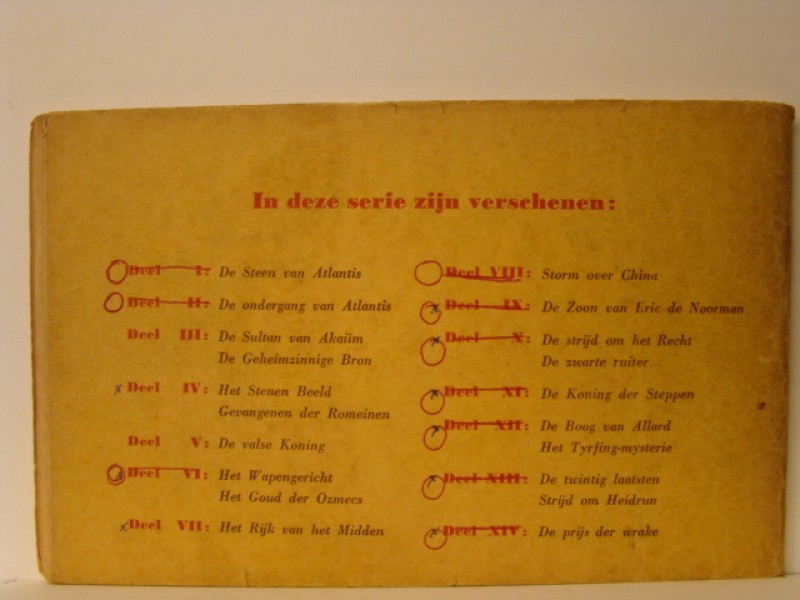 In deze serie zijn verschenen:
Deel I: De Steen van Atlantis
Deel II: De ondergang van Atlantis
Deel III: De Sultan van Akaïim
De Geheimzinnige Bron
Deel IV: Het Stenen Beeld
Gevangenen der Romeinen
Deel V: De valse Koning
Deel VI: Het Wapengericht
Het Goud der Ozmecs
Deel VII: Het Rijk van het Midden
Deel VIII: Storm over China
Deel IX: De Zoon van Eric de Noorman
Deel X: De strijd om het Recht
De zwarte ruiter
Deel XI: De Koning der Steppen
Deel XII: De Boog van Allard
Het Tyrfing-mysterie
Deel XIII: De twintig laatsten
Strijd om Heidrun
Deel XIV: De prijs der wrake